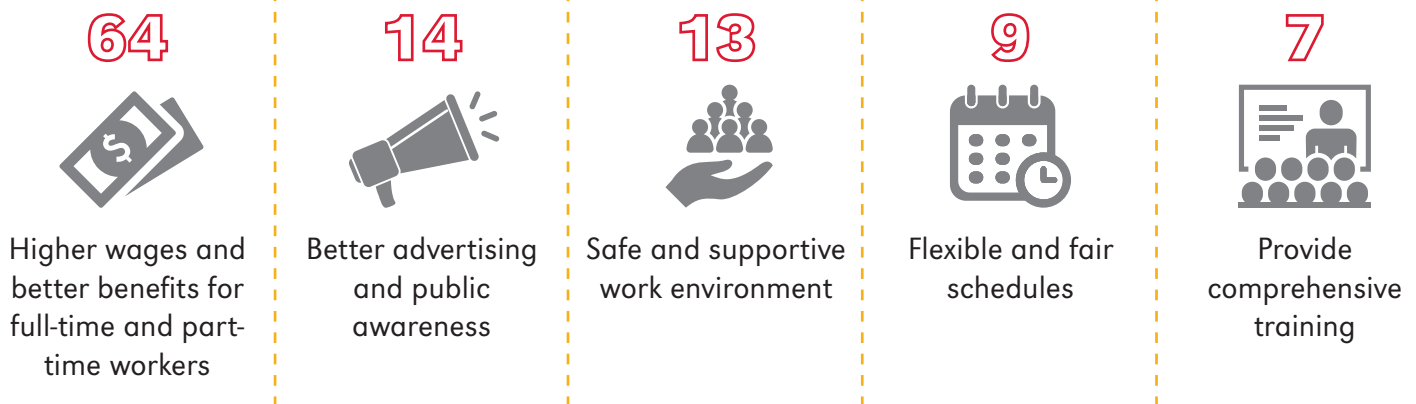 64
Higher wages and
better benefits for
full-time and part-
time workers
14
Better advertising
and public
awareness
13
Safe and supportive
work environment
9
Flexible and fair
schedules
7
Provide
comprehensive
training